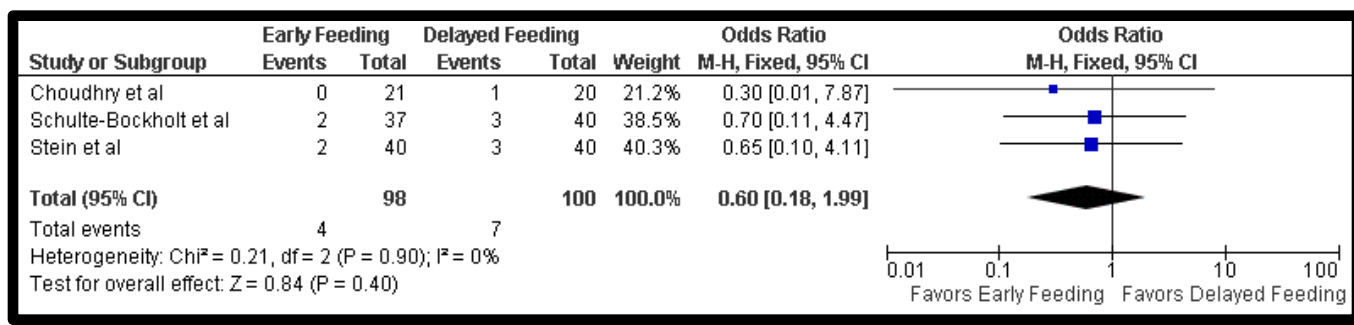 Early Feeding Delayed Feeding Odds Ratio Odds Ratio
Study or Subgroup Events Total Events Total Weight M-H, Fixed, 95% CI M-H, Fixed, 95% CI
Choudhry et al 0 21 1 20 21.2% 0.30 [0.01, 7.87]
Schulte-Bockholt et al 2 37 3 40 38.5% 0.70 [0.11, 4.47]
Stein et al 2 40 3 40 40.3% 0.65 [0.10, 4.11]
Total (95% CI) 98 100 100.0% 0.60 [0.18, 1.99]
Total events 4 7
Heterogeneity: Chi² = 0.21, df = 2 (P = 0.90); I² = 0%
Test for overall effect: Z = 0.84 (P = 0.40)
0.01 0.1 1 10 100
Favors Early Feeding Favors Delayed Feeding